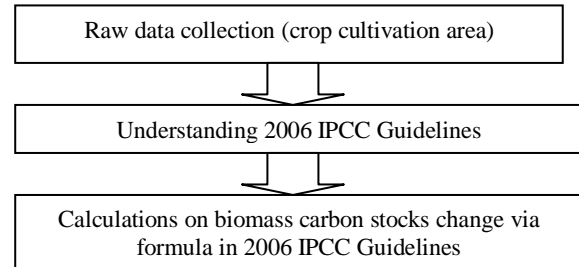 Raw data collection (crop cultivation area)
Understanding 2006 IPCC Guidelines
Calculations on biomass carbon stocks change via
formula in 2006 IPCC Guidelines